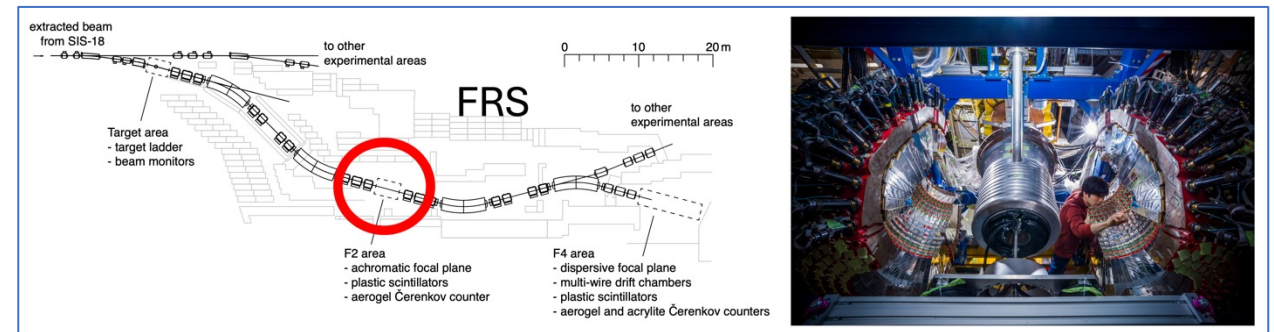 extracted beam
from SIS-18
to other
experimental areas
0 10 20 m
FRS
to other
experimental areas
Target area
- target ladder
- beam monitors
F2 area
- achromatic focal plane
- plastic scintillators
- aerogel Čerenkov counter
F4 area
- dispersive focal plane
- multi-wire drift chambers
- plastic scintillators
- aerogel and acrylite Čerenkov counters